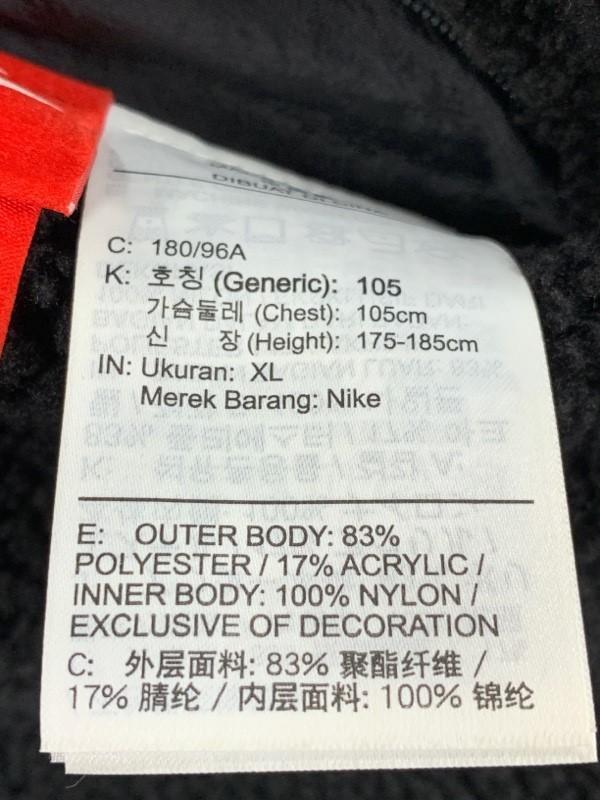 DIBUAT DI CINA
C: 180/96A
K: 호칭 (Generic): 105
가슴둘레 (Chest): 105cm
신 장 (Height): 175-185cm
IN: Ukuran: XL
Merek Barang: Nike
E: OUTER BODY: 83%
POLYESTER / 17% ACRYLIC /
INNER BODY: 100% NYLON /
EXCLUSIVE OF DECORATION
C: 外层面料: 83% 聚酯纤维 /
17% 腈纶 / 内层面料: 100% 锦纶